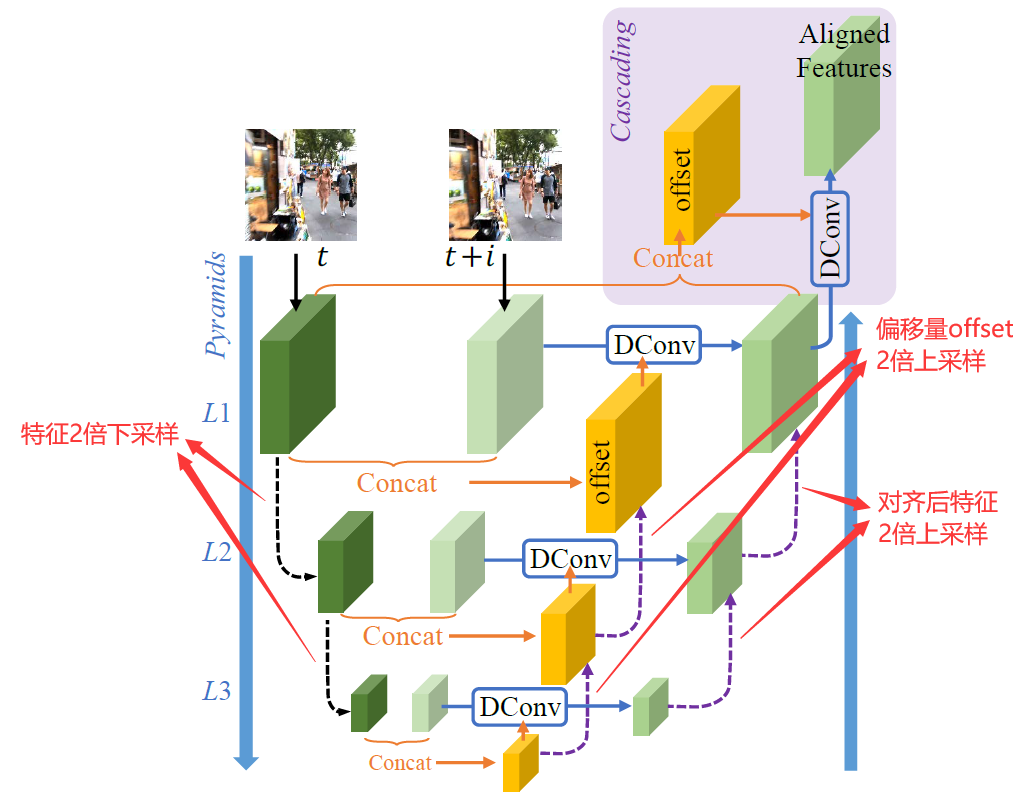 Cascading
Aligned
Features
offset
DConv
Concat
t
t+i
Pyramids
偏移量offset
2倍上采样
DConv
L1
特征2倍下采样
offset
Concat
对齐后特征
2倍上采样
L2
DConv
Concat
L3
DConv
Concat